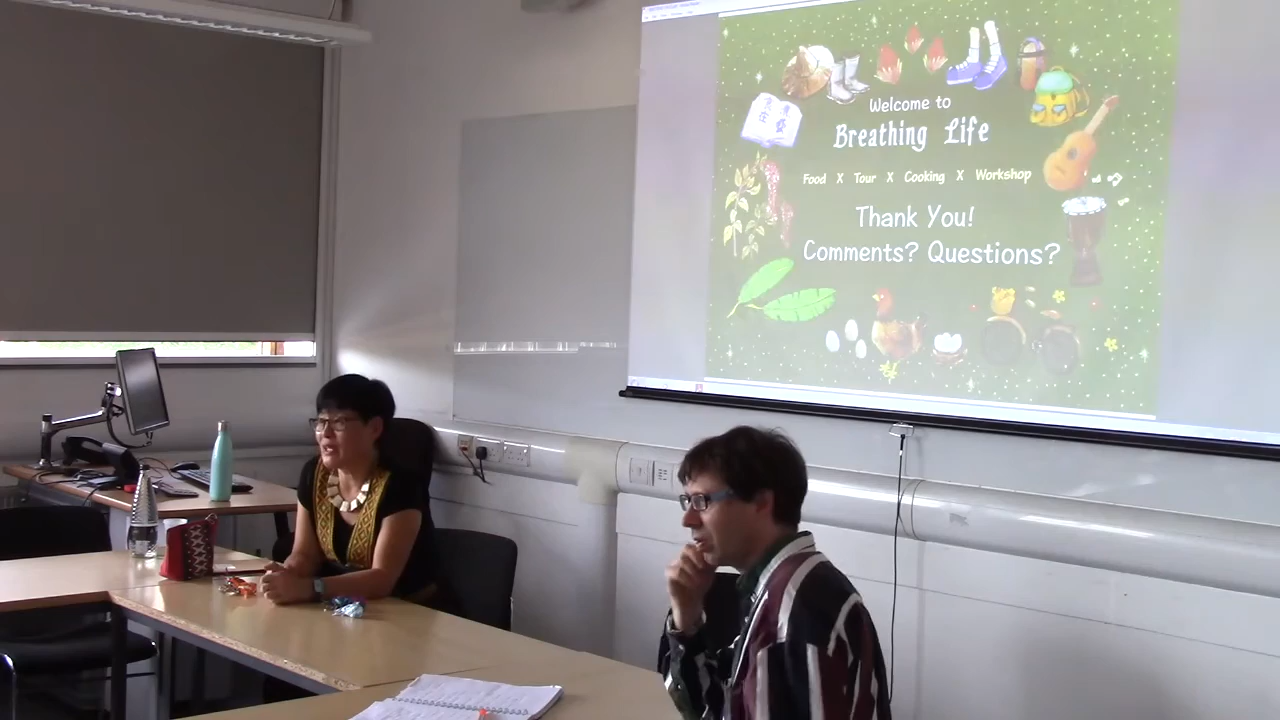 Welcome to
Breathing Life
Food X Tour X Cooking X Workshop
Thank You!
Comments? Questions?